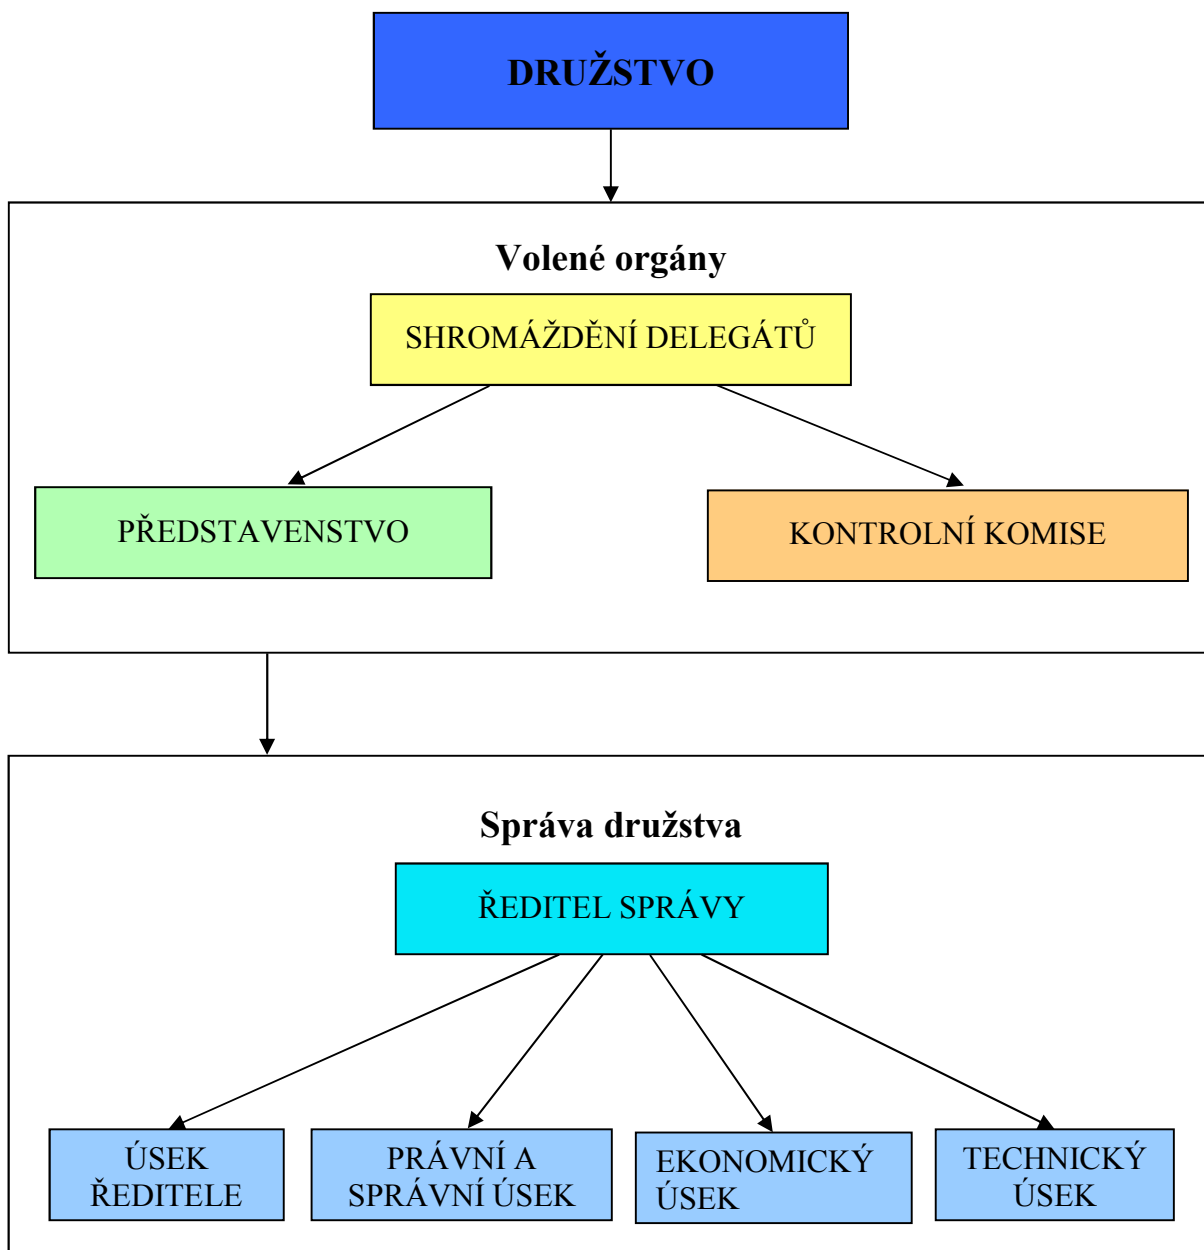 DRUŽSTVO
Volené orgány
SHROMÁŽDĚNÍ DELEGÁTŮ
PŘEDSTAVENSTVO
KONTROLNÍ KOMISE
Správa družstva
ŘEDITEL SPRÁVY
ÚSEK
ŘEDITELE
PRÁVNÍ A
SPRÁVNÍ ÚSEK
EKONOMICKÝ
ÚSEK
TECHNICKÝ
ÚSEK